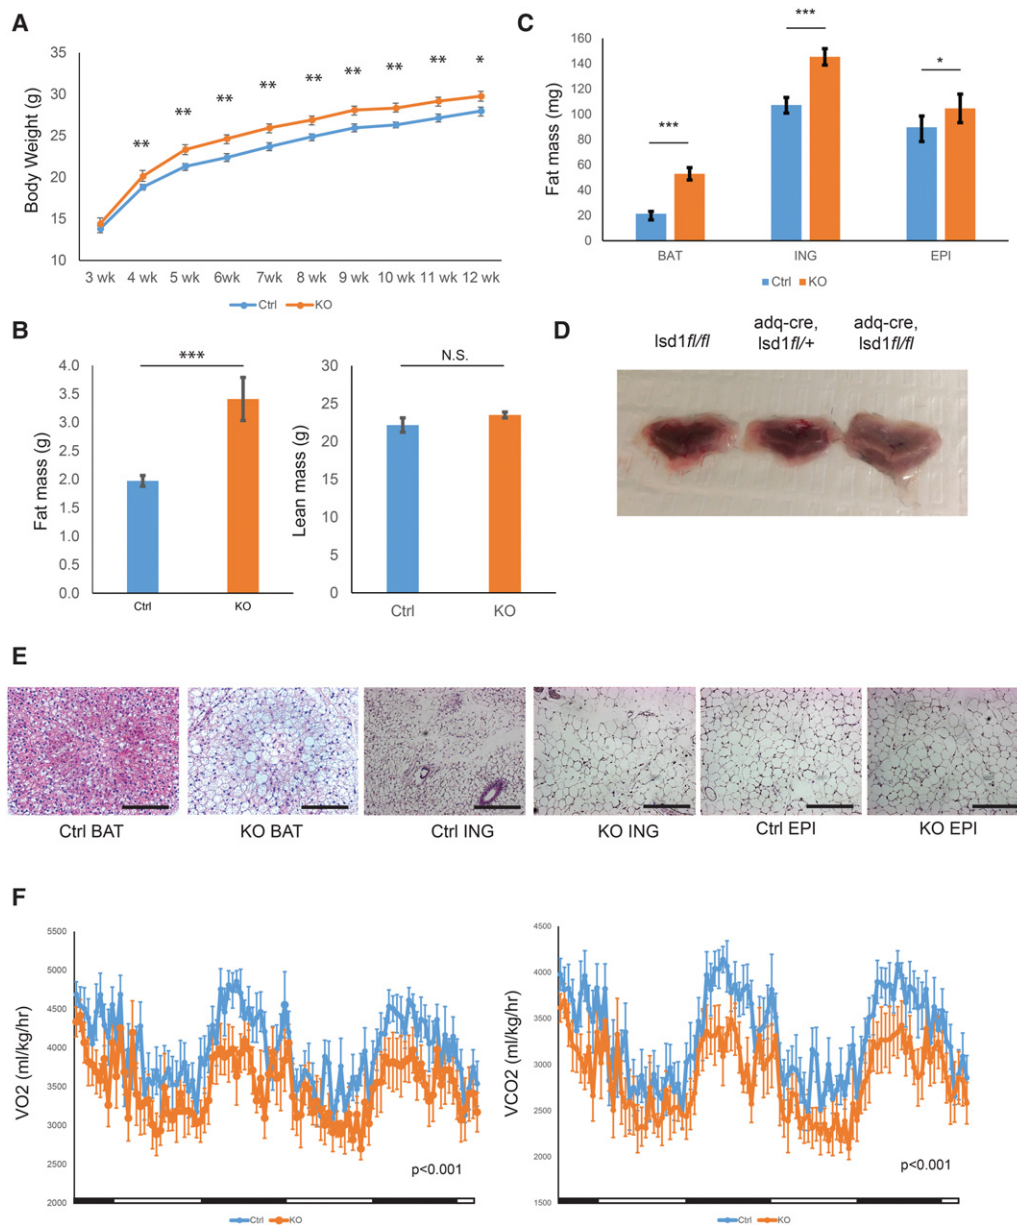 A
Body Weight (g)
35
30
25
20
15
10
** ** ** ** ** ** ** ** *
3 wk 4 wk 5 wk 6wk 7wk 8 wk 9wk 10 wk 11 wk 12 wk
Ctrl KO
C
Fat mass (mg)
160
140
120
100
80
60
40
20
0
*** *** *
BAT ING EPI
Ctrl KO
B
Fat mass (g)
4.0
3.5
3.0
2.5
2.0
1.5
1.0
0.5
0.0
***
Ctrl KO
Lean mass (g)
30
25
20
15
10
5
0
N.S.
Ctrl KO
D
lsd1fl/fl
adq-cre,
lsd1fl/+
adq-cre,
lsd1fl/fl
E
Ctrl BAT KO BAT Ctrl ING KO ING Ctrl EPI KO EPI
F
VO2 (ml/kg/hr)
5500
5000
4500
4000
3500
3000
2500
2000
p<0.001
Ctrl KO
VCO2 (ml/kg/hr)
4500
4000
3500
3000
2500
2000
1500
p<0.001
Ctrl KO